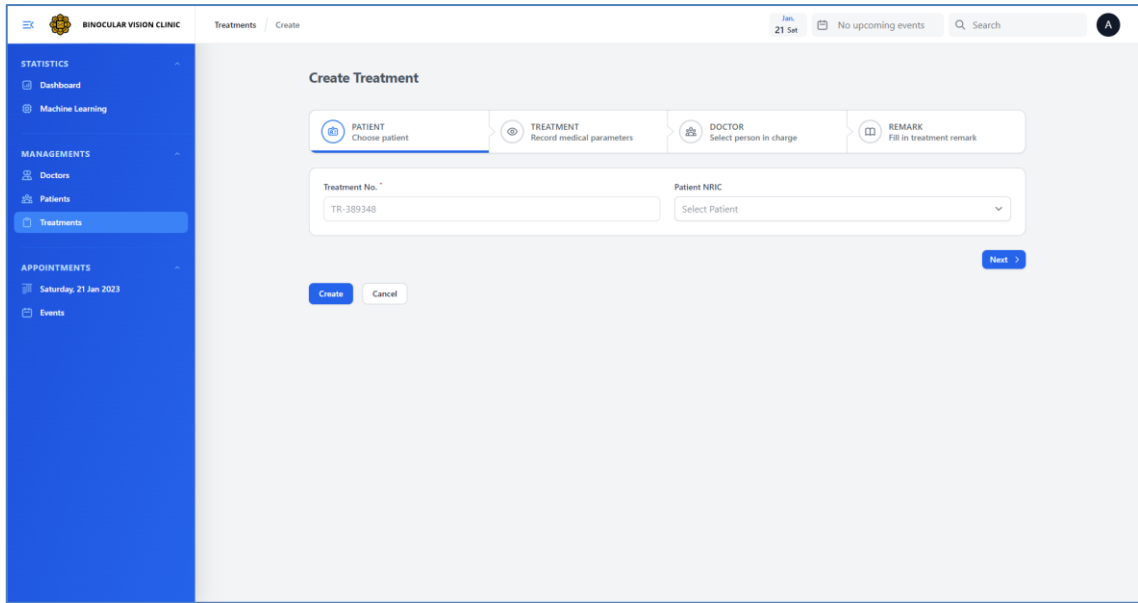 BINOCULAR VISION CLINIC
Treatments / Create
Jan.
21 Sat
No upcoming events
Search
A
STATISTICS
Dashboard
Machine Learning
MANAGEMENTS
Doctors
Patients
Treatments
APPOINTMENTS
Saturday, 21 Jan 2023
Events
Create Treatment
PATIENT
Choose patient
TREATMENT
Record medical parameters
DOCTOR
Select person in charge
REMARK
Fill in treatment remark
Treatment No. *
TR-389348
Patient NRIC
Select Patient
Next >
Create
Cancel